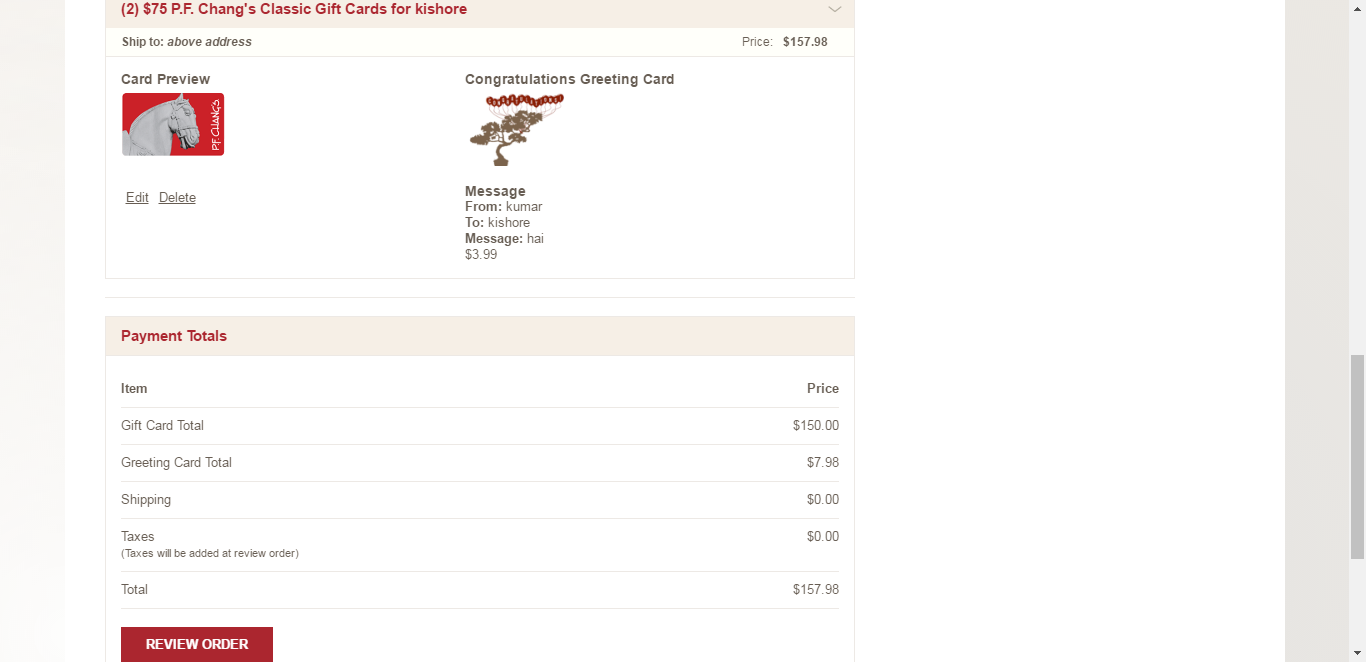 (2) $75 P.F. Chang's Classic Gift Cards for kishore
Ship to: above address Price: $157.98
Card Preview
P.F. CHANG'S
Edit Delete
Congratulations Greeting Card
Message
From: kumar
To: kishore
Message: hai
$3.99
Payment Totals
Item Price
Gift Card Total $150.00
Greeting Card Total $7.98
Shipping $0.00
Taxes $0.00
(Taxes will be added at review order)
Total $157.98
REVIEW ORDER